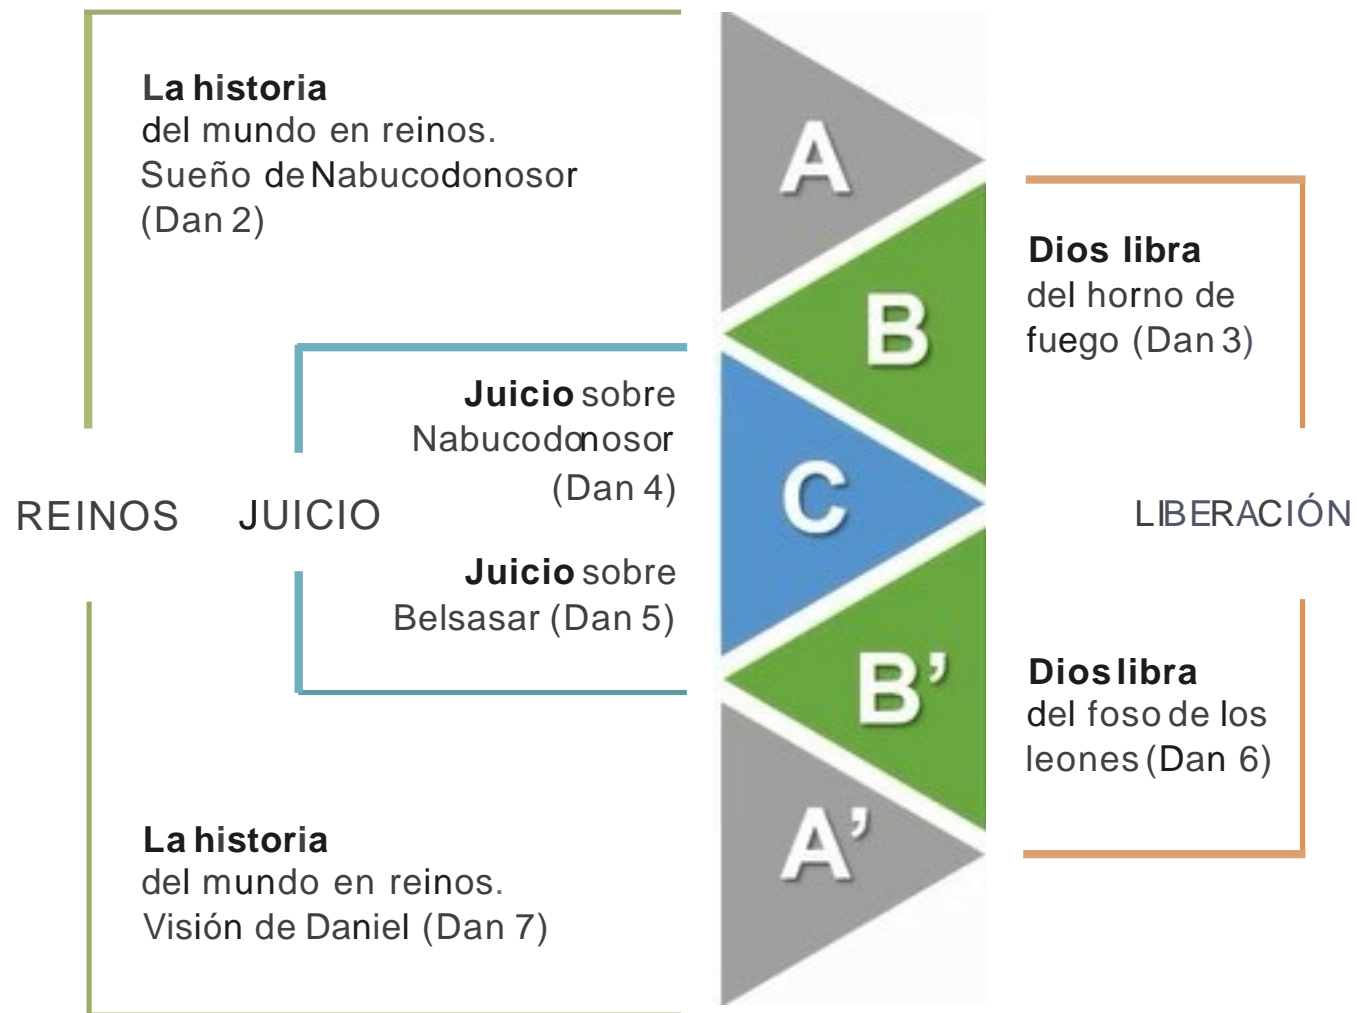 La historia
del mundo en reinos.
Sueño de Nabucodonosor
(Dan 2)
A
Dios libra
del horno de
fuego (Dan 3)
B
Juicio sobre
Nabucodonosor
(Dan 4)
C
REINOS
JUICIO
LIBERACIÓN
Juicio sobre
Belsasar (Dan 5)
B’
Dios libra
del foso de los
leones (Dan 6)
A’
La historia
del mundo en reinos.
Visión de Daniel (Dan 7)